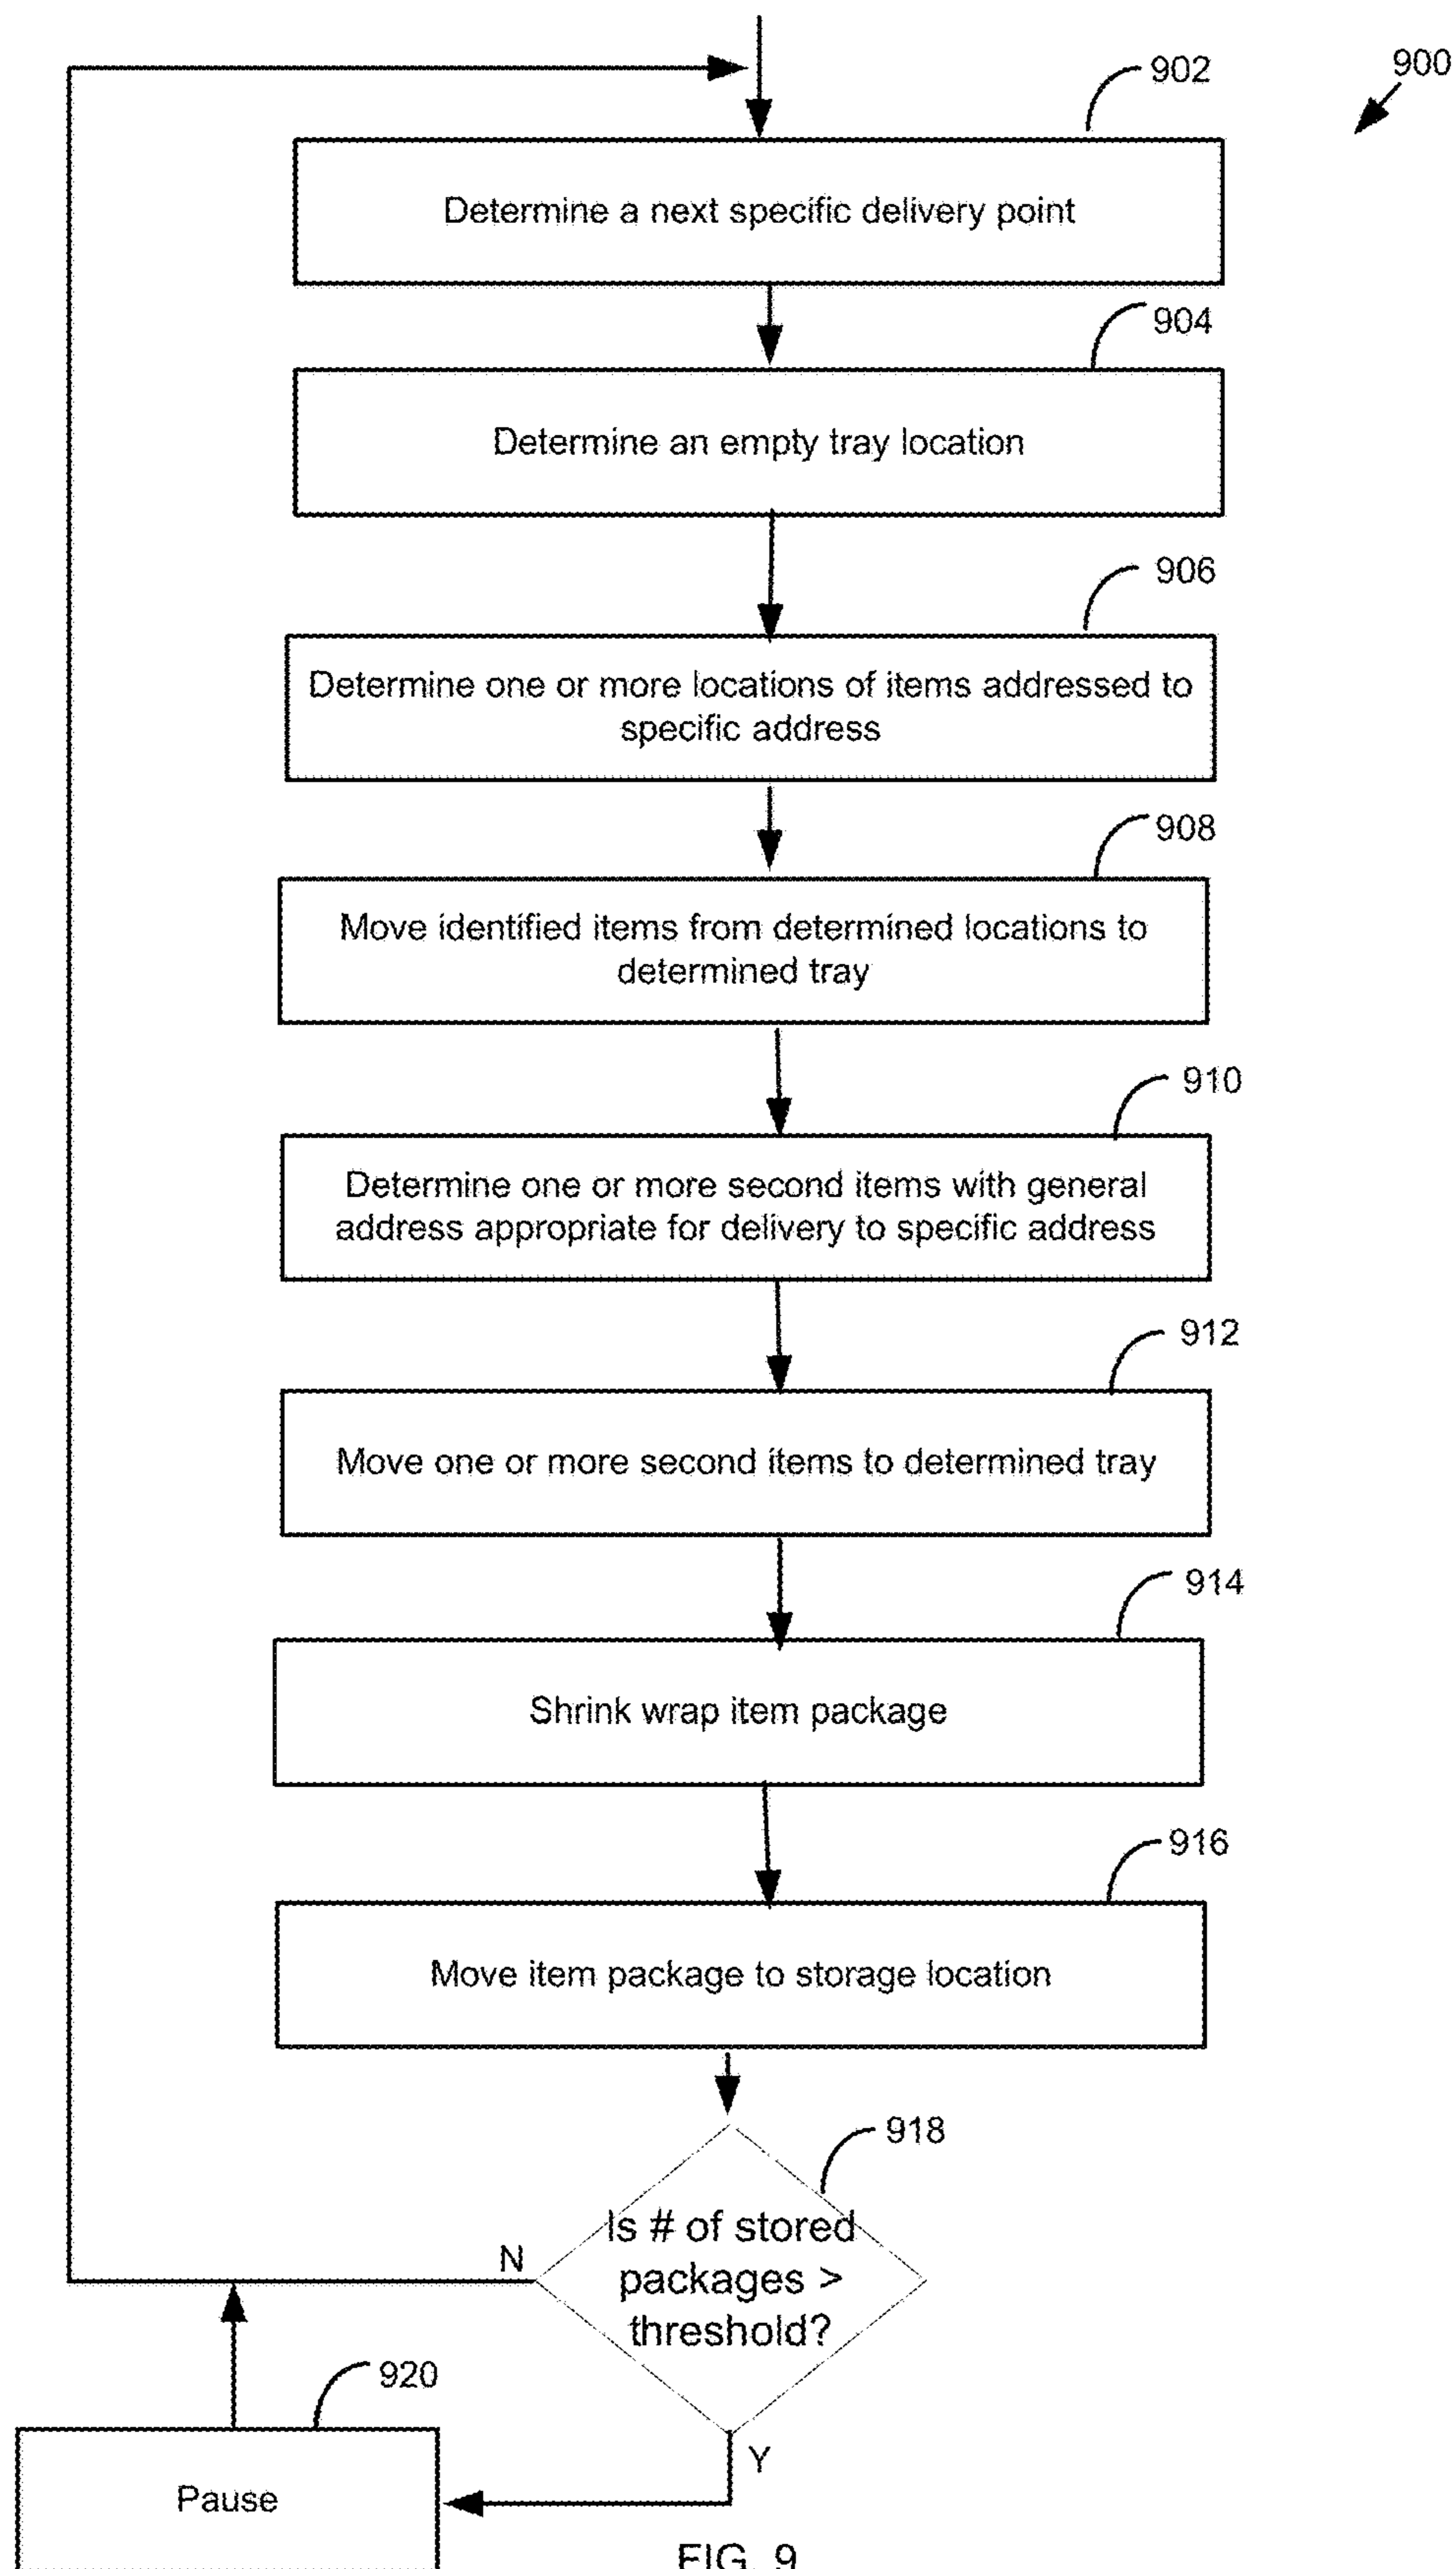 900
902
Determine a next specific delivery point
904
Determine an empty tray location
906
Determine one or more locations of items addressed to
specific address
908
Move identified items from determined locations to
determined tray
910
Determine one or more second items with general
address appropriate for delivery to specific address
912
Move one or more second items to determined tray
914
Shrink wrap item package
916
Move item package to storage location
918
Is # of stored
packages >
threshold?
N
920
Y
Pause
FIG. 9